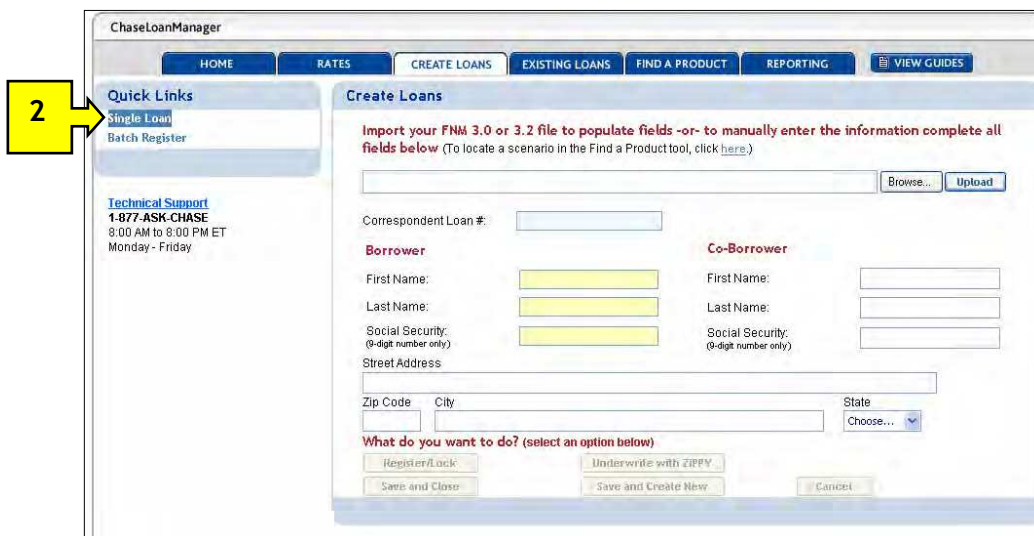 ChaseLoanManager
HOME RATES CREATE LOANS EXISTING LOANS FIND A PRODUCT REPORTING VIEW GUIDES
2
Quick Links
Single Loan
Batch Register
Technical Support
1-877-ASK-CHASE
8:00 AM to 8:00 PM ET
Monday - Friday
Create Loans
Import your FNM 3.0 or 3.2 file to populate fields -or- to manually enter the information complete all
fields below (To locate a scenario in the Find a Product tool, click here.)
Browse... Upload
Correspondent Loan #:
Borrower Co-Borrower
First Name: First Name:
Last Name: Last Name:
Social Security: Social Security:
(9-digit number only) (9-digit number only)
Street Address
Zip Code City State
Choose...
What do you want to do? (select an option below)
Register/Lock Underwrite with ZiPPY
Save and Close Save and Create New Cancel